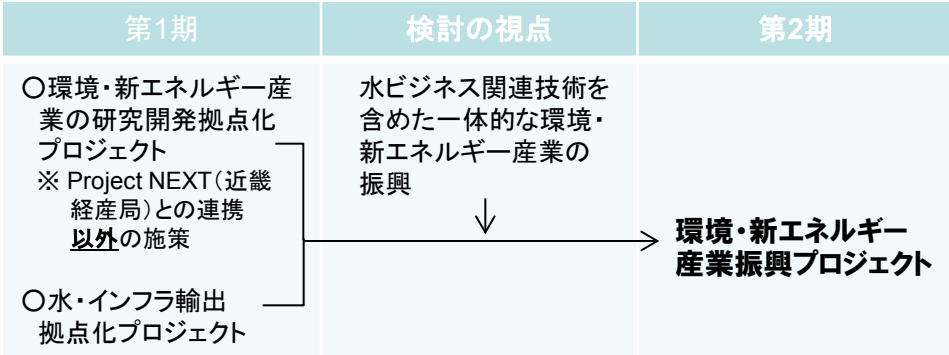 第1期
検討の視点
第2期
○環境・新エネルギー産
業の研究開発拠点化
プロジェクト
※ Project NEXT(近畿
経産局)との連携
以外の施策
○水・インフラ輸出
拠点化プロジェクト
水ビジネス関連技術を
含めた一体的な環境・
新エネルギー産業の
振興
環境・新エネルギー
産業振興プロジェクト